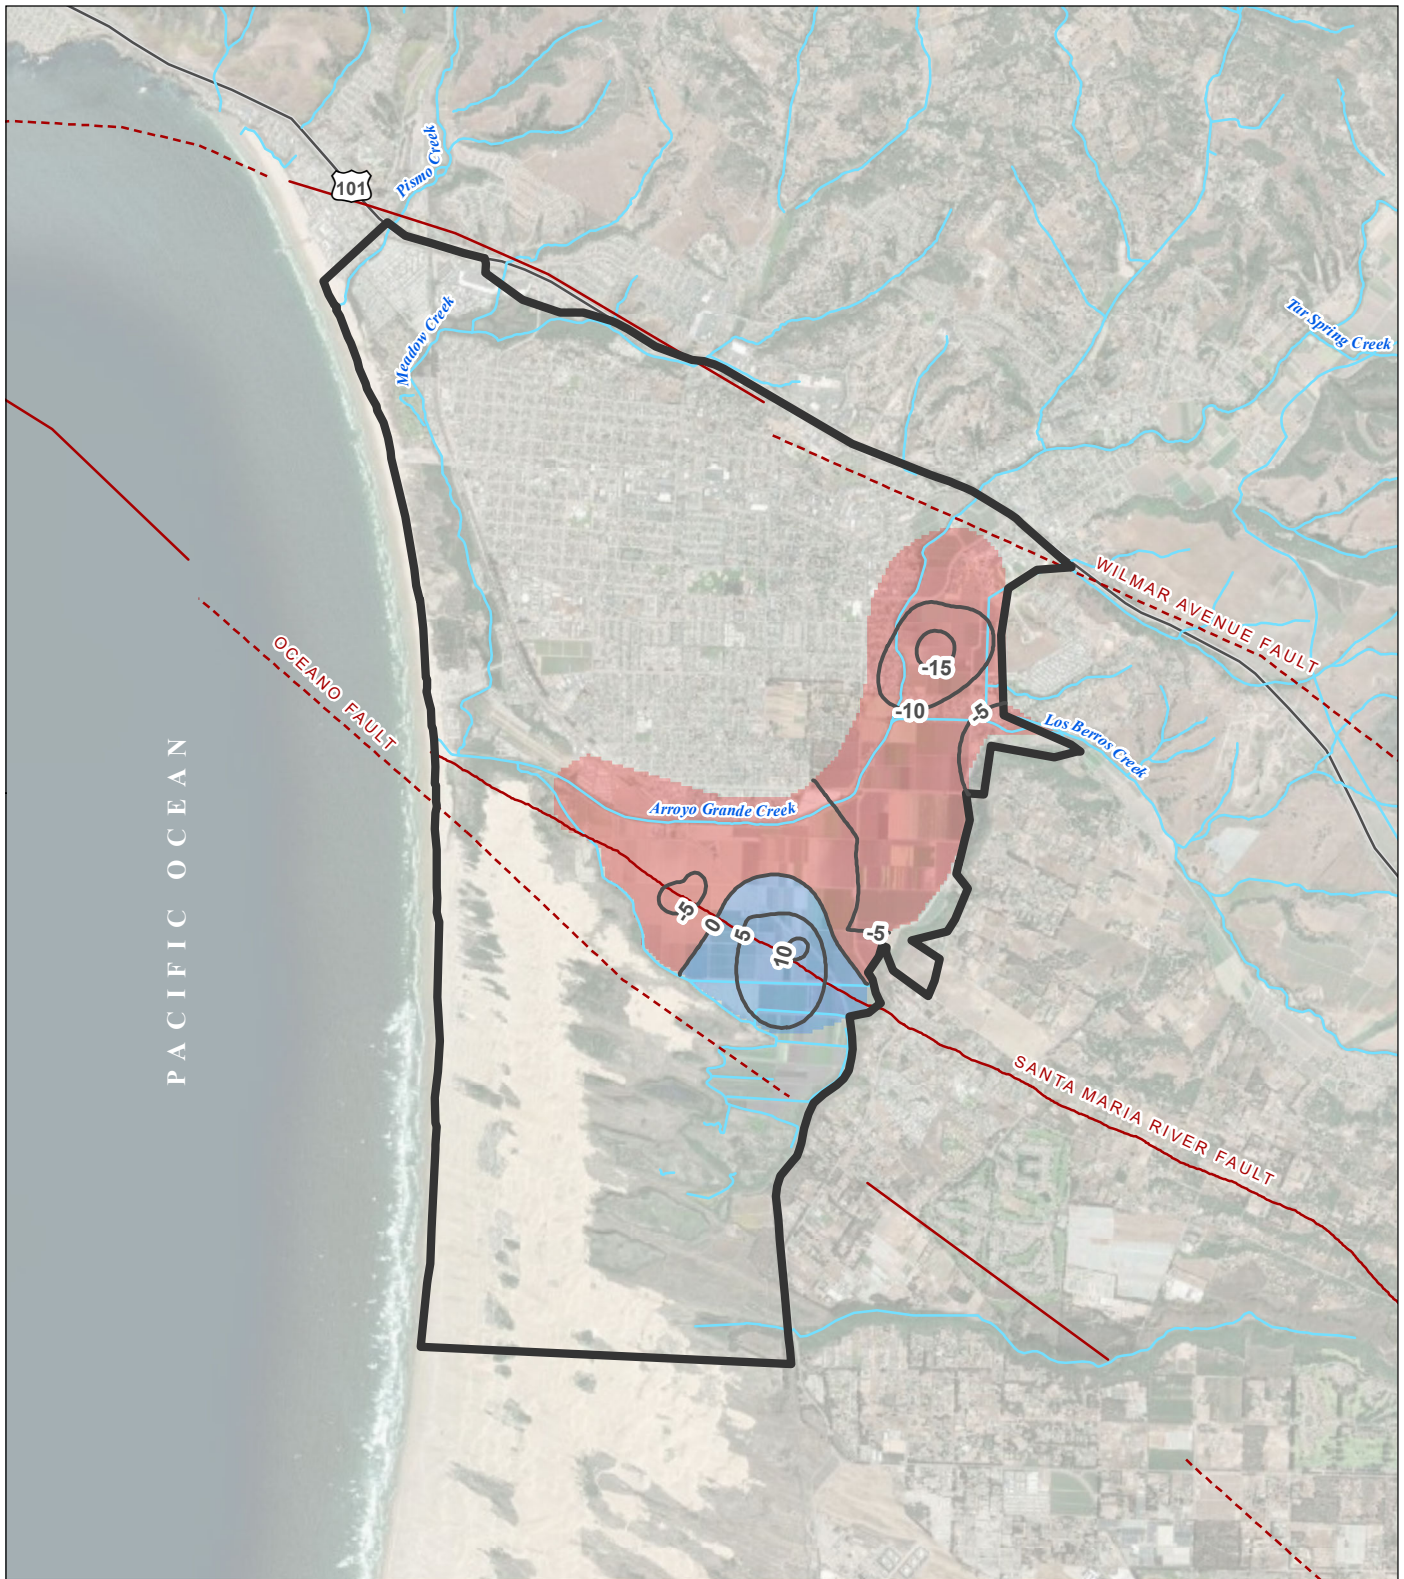 Pismo Creek
101
Meadow Creek
Tar Spring Creek
WILMAR AVENUE FAULT
OCEANO FAULT
-15
-10
-5
Los Berros Creek
PACIFIC OCEAN
Arroyo Grande Creek
-5
0
5
10
-5
SANTA MARIA RIVER FAULT